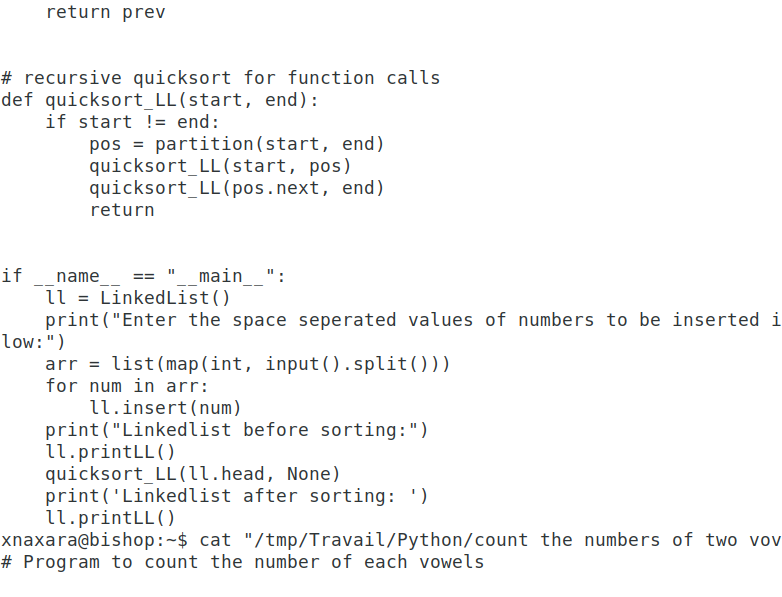 return prev


# recursive quicksort for function calls
def quicksort_LL(start, end):
    if start != end:
        pos = partition(start, end)
        quicksort_LL(start, pos)
        quicksort_LL(pos.next, end)
        return


if __name__ == "__main__":
    ll = LinkedList()
    print("Enter the space seperated values of numbers to be inserted i
low:")
    arr = list(map(int, input().split()))
    for num in arr:
        ll.insert(num)
    print("Linkedlist before sorting:")
    ll.printLL()
    quicksort_LL(ll.head, None)
    print('Linkedlist after sorting: ')
    ll.printLL()
xnaxara@bishop:~$ cat "/tmp/Travail/Python/count the numbers of two vov
# Program to count the number of each vowels